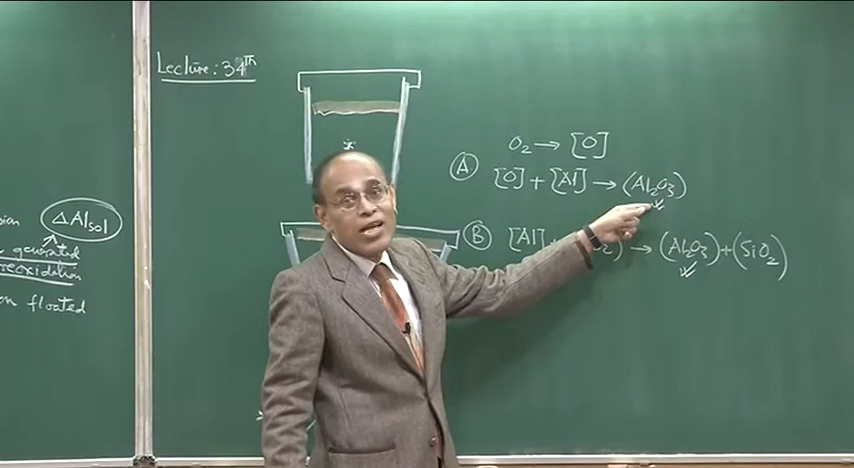 Lecture: 34th
ΔAlsol
generated
reoxidation
floated
O2 → [O]
(A) [O] + [Al] → (Al2O3)
(B) [Al] → (Al2O3) + (SiO2)